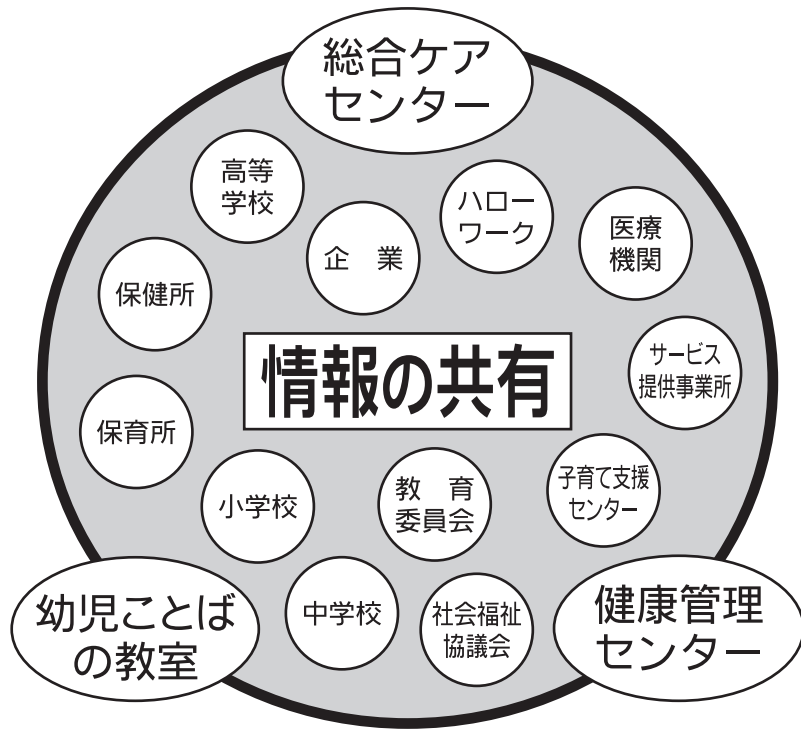 総合ケア
センター
高等
学校
企　業
ハロー
ワーク
医療
機関
保健所
情報の共有
サービス
提供事業所
保育所
小学校
教　育
委員会
子育て支援
センター
幼児ことば
の教室
中学校
社会福祉
協議会
健康管理
センター